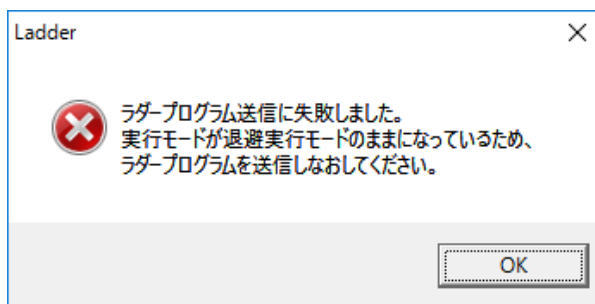 Ladder
ラダープログラム送信に失敗しました。
実行モードが退避実行モードのままになっているため、
ラダープログラムを送信しなおしてください。
OK